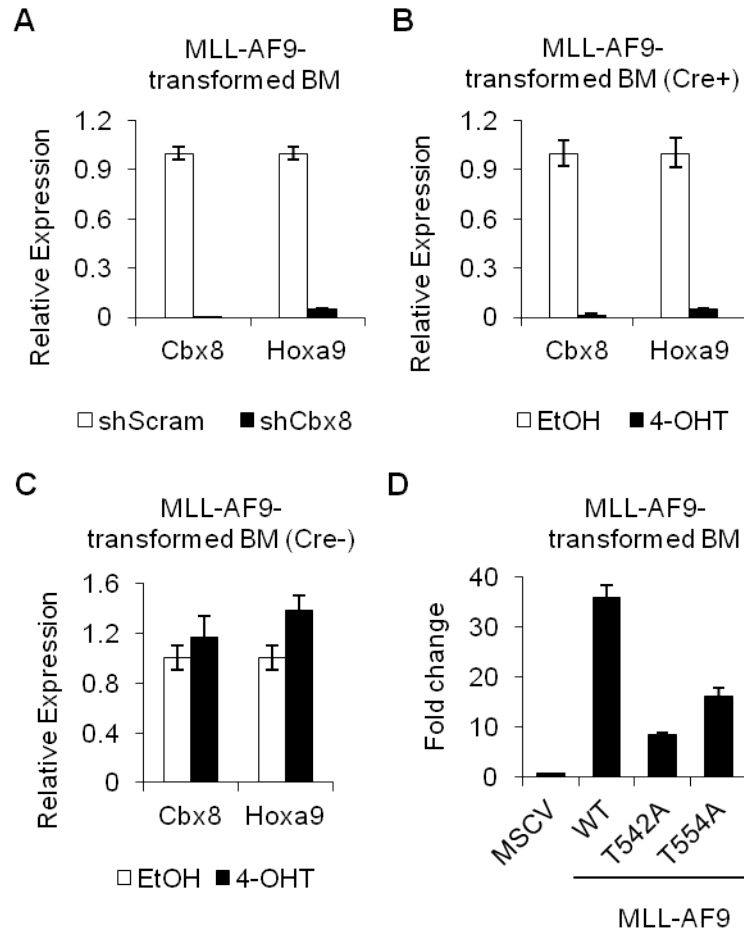 A
MLL-AF9-
transformed BM
Relative Expression
1.2
0.9
0.6
0.3
0
Cbx8 Hoxa9
shScram shCbx8
B
MLL-AF9-
transformed BM (Cre+)
Relative Expression
1.2
0.9
0.6
0.3
0
Cbx8 Hoxa9
EtOH 4-OHT
C
MLL-AF9-
transformed BM (Cre-)
Relative Expression
1.6
1.2
0.8
0.4
0
Cbx8 Hoxa9
EtOH 4-OHT
D
MLL-AF9-
transformed BM
Fold change
40
30
20
10
0
MSCV WT T542A T554A
MLL-AF9